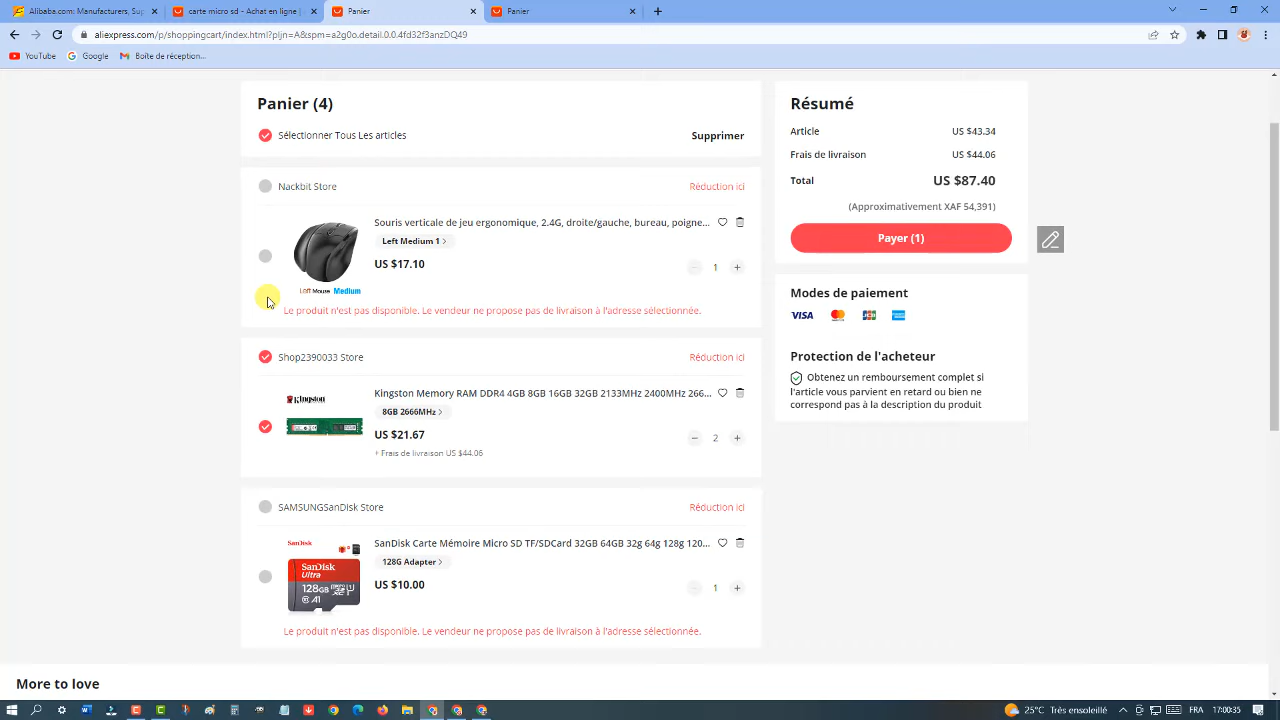 Alibaba.com: Manufactures, Sup
carte micro sd – Achat en ligne
Panier
Panier
aliexpress.com/p/shoppingcart/index.html?pljn=A&spm=a2g0o.detail.0.0.4fd32f3anzDQ49
YouTube
Google
Boîte de réception...
Panier (4)
Sélectionner Tous Les articles
Supprimer
Nackbit Store
Réduction ici
Souris verticale de jeu ergonomique, 2.4G, droite/gauche, bureau, poigne...
Left Medium 1
US $17.10
1
Left Mouse Medium
Le produit n'est pas disponible. Le vendeur ne propose pas de livraison à l'adresse sélectionnée.
Shop2390033 Store
Réduction ici
Kingston
Kingston Memory RAM DDR4 4GB 8GB 16GB 32GB 2133MHz 2400MHz 266...
8GB 2666MHz
US $21.67
2
+ Frais de livraison US $44.06
SAMSUNGSanDisk Store
Réduction ici
SanDisk
SanDisk Carte Mémoire Micro SD TF/SDCard 32GB 64GB 32g 64g 128g 120...
128G Adapter
SanDisk
Ultra
128GB
A1
US $10.00
1
Le produit n'est pas disponible. Le vendeur ne propose pas de livraison à l'adresse sélectionnée.
Résumé
Article US $43.34
Frais de livraison US $44.06
Total US $87.40
(Approximativement XAF 54,391)
Payer (1)
Modes de paiement
VISA
JCB
Protection de l'acheteur
Obtenez un remboursement complet si
l'article vous parvient en retard ou bien ne
correspond pas à la description du produit
More to love
25°C Très ensoleillé
FRA
17:00:35